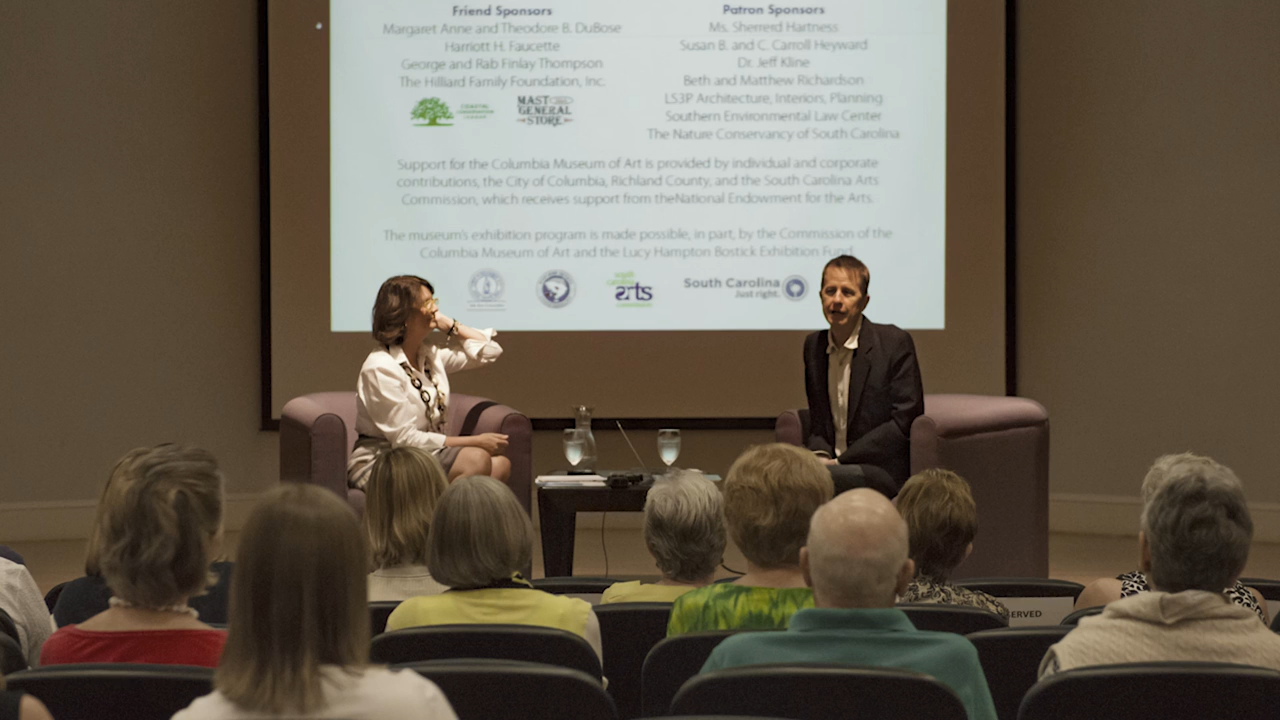 Friend Sponsors
Margaret Anne and Theodore B. DuBose
Harriott H. Faucette
George and Rab Finlay Thompson
The Hilliard Family Foundation, Inc.
COASTAL
CONSERVATION
LEAGUE
MAST
GENERAL
STORE
Patron Sponsors
Ms. Sherrerd Hartness
Susan B. and C. Carroll Heyward
Dr. Jeff Kline
Beth and Matthew Richardson
LS3P Architecture, Interiors, Planning
Southern Environmental Law Center
The Nature Conservancy of South Carolina
Support for the Columbia Museum of Art is provided by individual and corporate
contributions, the City of Columbia, Richland County, and the South Carolina Arts
Commission, which receives support from theNational Endowment for the Arts.
The museum's exhibition program is made possible, in part, by the Commission of the
Columbia Museum of Art and the Lucy Hampton Bostick Exhibition Fund.
south
carolina
arts
South Carolina
Just right.
ERVED